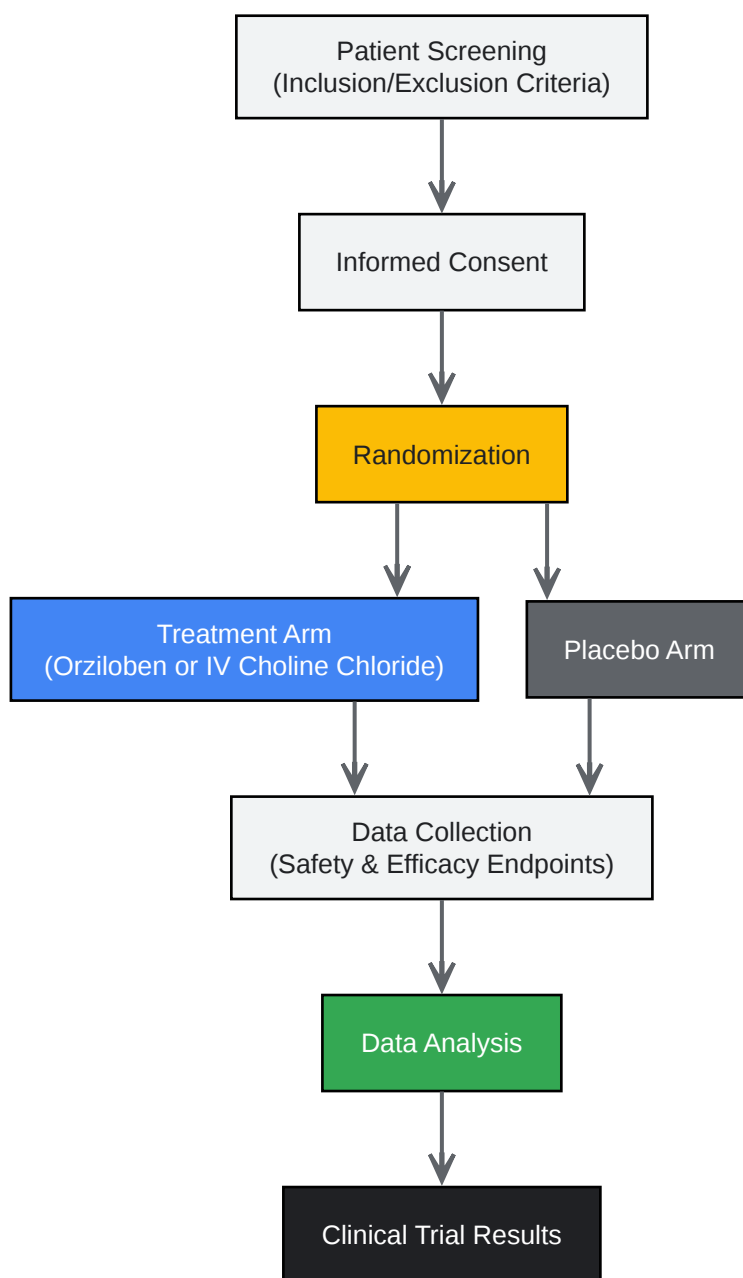 Patient Screening
(Inclusion/Exclusion Criteria)
Informed Consent
Randomization
Treatment Arm
(Orziloben or IV Choline Chloride)
Placebo Arm
Data Collection
(Safety & Efficacy Endpoints)
Data Analysis
Clinical Trial Results